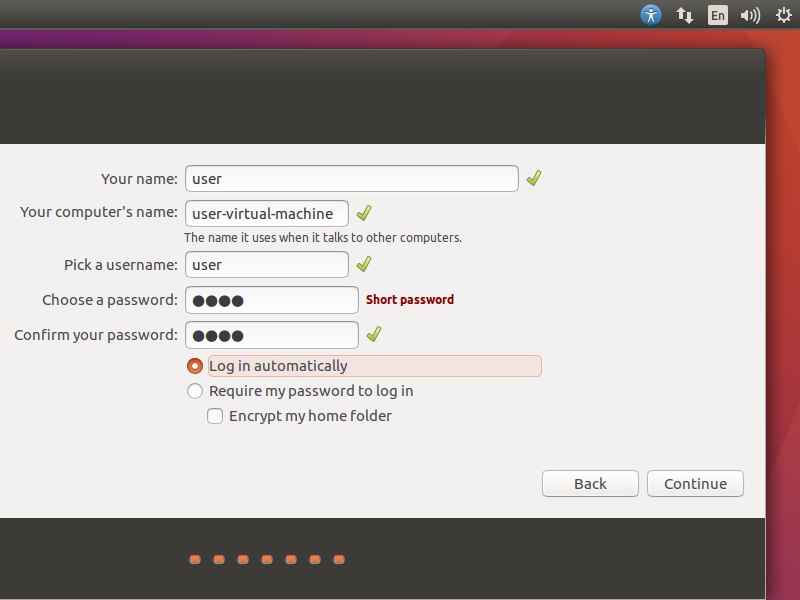 En
Your name: user
Your computer's name: user-virtual-machine
The name it uses when it talks to other computers.
Pick a username: user
Choose a password: ●●●● Short password
Confirm your password: ●●●●
Log in automatically
Require my password to log in
Encrypt my home folder
Back Continue